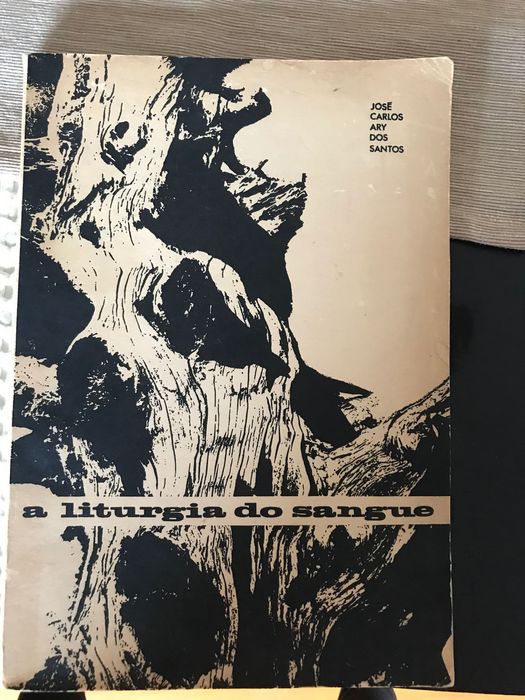 JOSÉ
CARLOS
ARY
DOS
SANTOS
a liturgia do sangue